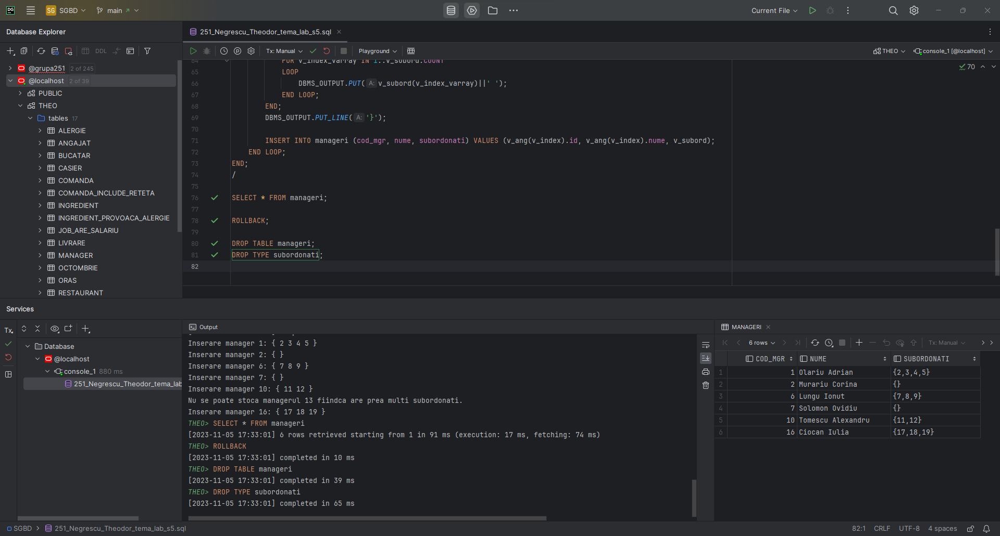 DG SG SGBD main Current File
Database Explorer
251_Negrescu_Theodor_tema_lab_s5.sql
DDL
Tx: Manual Playground THEO console_1 [@localhost]
@grupa251 2 of 245
@localhost 2 of 39
PUBLIC
THEO
tables 17
ALERGIE
ANGAJAT
BUCATAR
CASIER
COMANDA
COMANDA_INCLUDE_RETETA
INGREDIENT
INGREDIENT_PROVOACA_ALERGIE
JOB_ARE_SALARIU
LIVRARE
MANAGER
OCTOMBRIE
ORAS
RESTAURANT
70
64 FOR v_index_varray IN 1..v_subord.COUNT
65 LOOP
66 DBMS_OUTPUT.PUT( A: v_subord(v_index_varray)||' ');
67 END LOOP;
68 END;
69 DBMS_OUTPUT.PUT_LINE( A: '}');
70
71 INSERT INTO manageri (cod_mgr, nume, subordonati) VALUES (v_ang(v_index).id, v_ang(v_index).nume, v_subord);
72 END LOOP;
73 END;
74 /
75
76 SELECT * FROM manageri;
77
78 ROLLBACK;
79
80 DROP TABLE manageri;
81 DROP TYPE subordonati;
82
Services
Tx
Database
@localhost
console_1 880 ms
251_Negrescu_Theodor_tema_lab
Output
Inserare manager 1: { 2 3 4 5 }
Inserare manager 2: { }
Inserare manager 6: { 7 8 9 }
Inserare manager 7: { }
Inserare manager 10: { 11 12 }
Nu se poate stoca managerul 13 fiindca are prea multi subordonati.
Inserare manager 16: { 17 18 19 }
THEO> SELECT * FROM manageri
[2023-11-05 17:33:01] 6 rows retrieved starting from 1 in 91 ms (execution: 17 ms, fetching: 74 ms)
THEO> ROLLBACK
[2023-11-05 17:33:01] completed in 10 ms
THEO> DROP TABLE manageri
[2023-11-05 17:33:01] completed in 39 ms
THEO> DROP TYPE subordonati
[2023-11-05 17:33:01] completed in 65 ms
MANAGERI
6 rows Tx: Manual
COD_MGR NUME SUBORDONATI
1 1 Olariu Adrian {2,3,4,5}
2 2 Murariu Corina {}
3 6 Lungu Ionut {7,8,9}
4 7 Solomon Ovidiu {}
5 10 Tomescu Alexandru {11,12}
6 16 Ciocan Iulia {17,18,19}
SGBD 251_Negrescu_Theodor_tema_lab_s5.sql
82:1 CRLF UTF-8 4 spaces